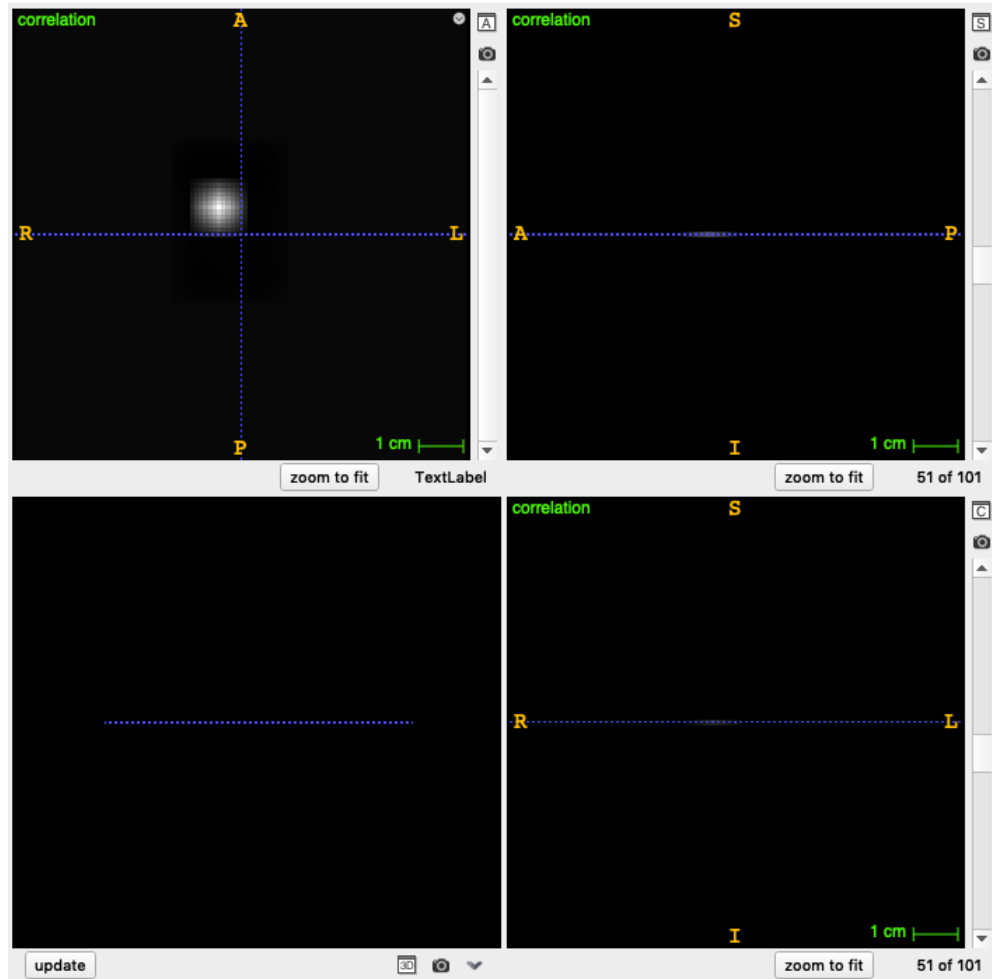 correlation
A
A
R
L
P
1 cm
zoom to fit
TextLabel
correlation
S
S
A
P
I
1 cm
zoom to fit
51 of 101
update
3D
correlation
S
C
R
L
I
1 cm
zoom to fit
51 of 101